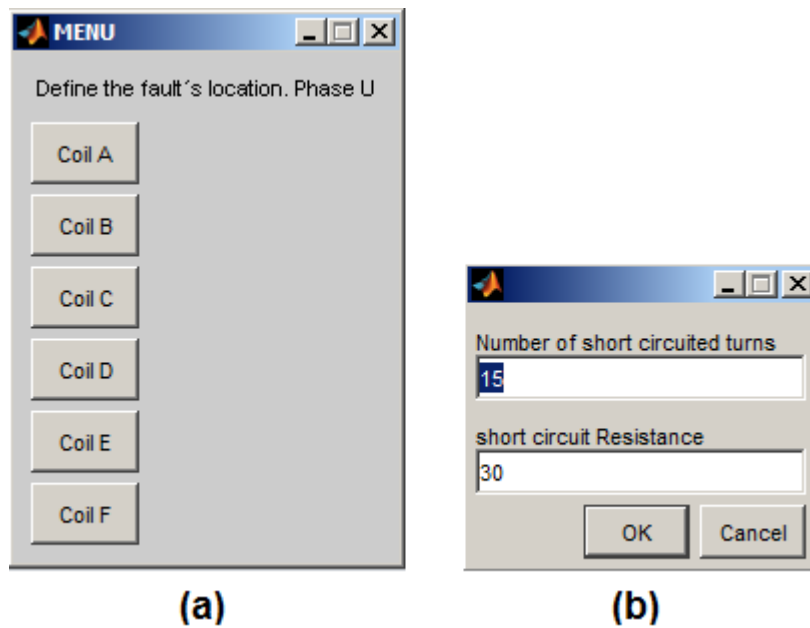 MENU
Define the fault´s location. Phase U
Coil A
Coil B
Coil C
Coil D
Coil E
Coil F
(a)
Number of short circuited turns
15
short circuit Resistance
30
OK Cancel
(b)